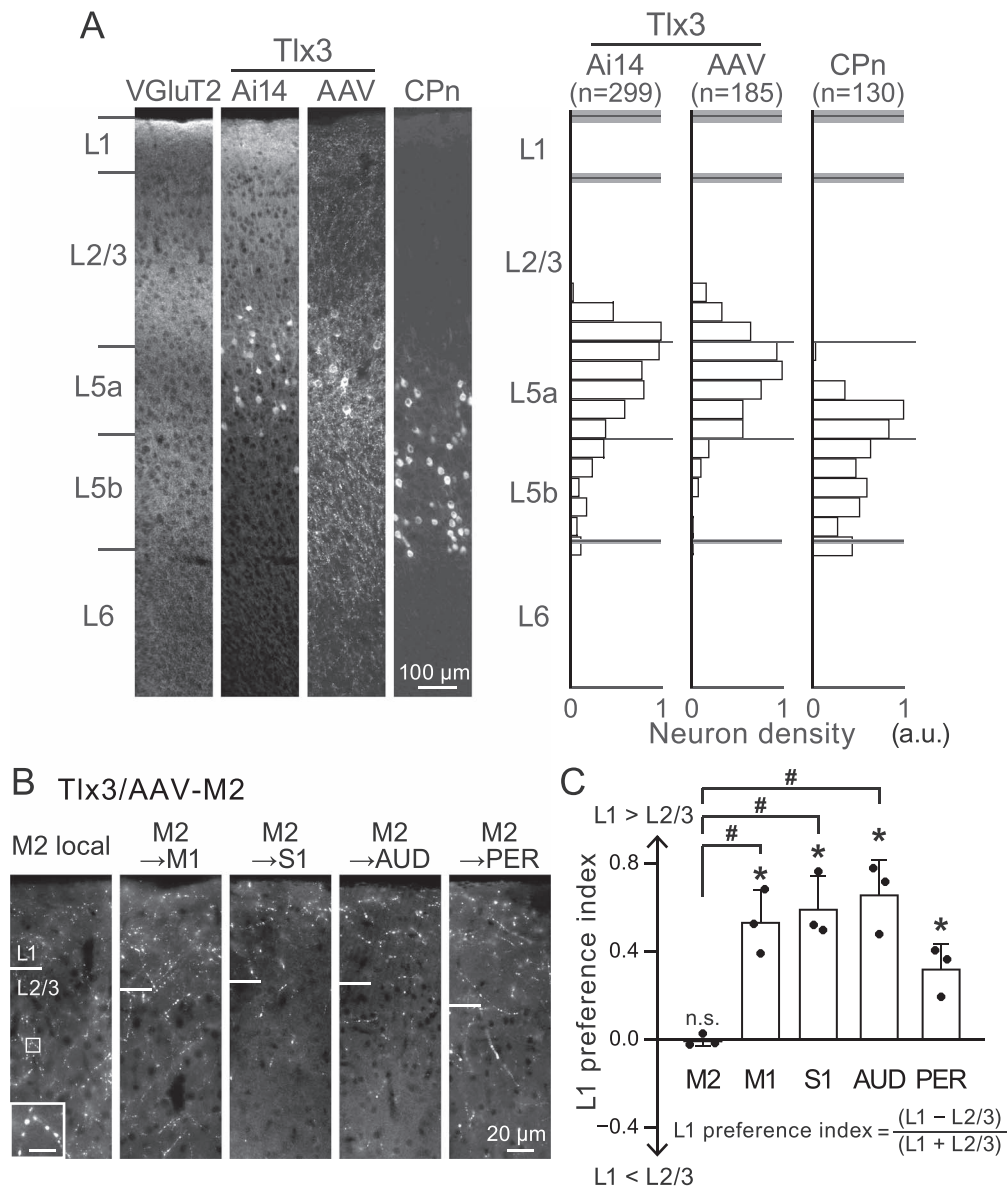 A
Tlx3
VGluT2 Ai14 AAV CPn
L1
L2/3
L5a
L5b
L6
100 µm
Tlx3
Ai14 AAV CPn
(n=299) (n=185) (n=130)
L1
L2/3
L5a
L5b
L6
0 1 0 1 0 1
Neuron density (a.u.)
B Tlx3/AAV-M2
M2 local
M2
→M1
M2
→S1
M2
→AUD
M2
→PER
L1
L2/3
20 µm
C
L1 > L2/3
#
#
#
* * * *
n.s.
0.8
0.4
0.0
−0.4
L1 preference index
M2 M1 S1 AUD PER
L1 preference index = (L1 − L2/3)
(L1 + L2/3)
L1 < L2/3